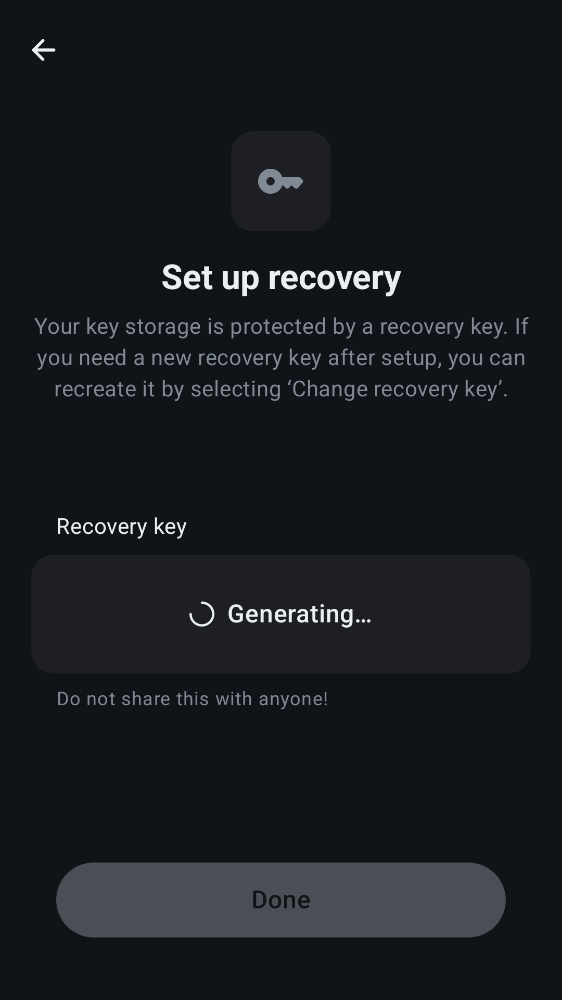 Set up recovery
Your key storage is protected by a recovery key. If
you need a new recovery key after setup, you can
recreate it by selecting ‘Change recovery key’.
Recovery key
Generating…
Do not share this with anyone!
Done